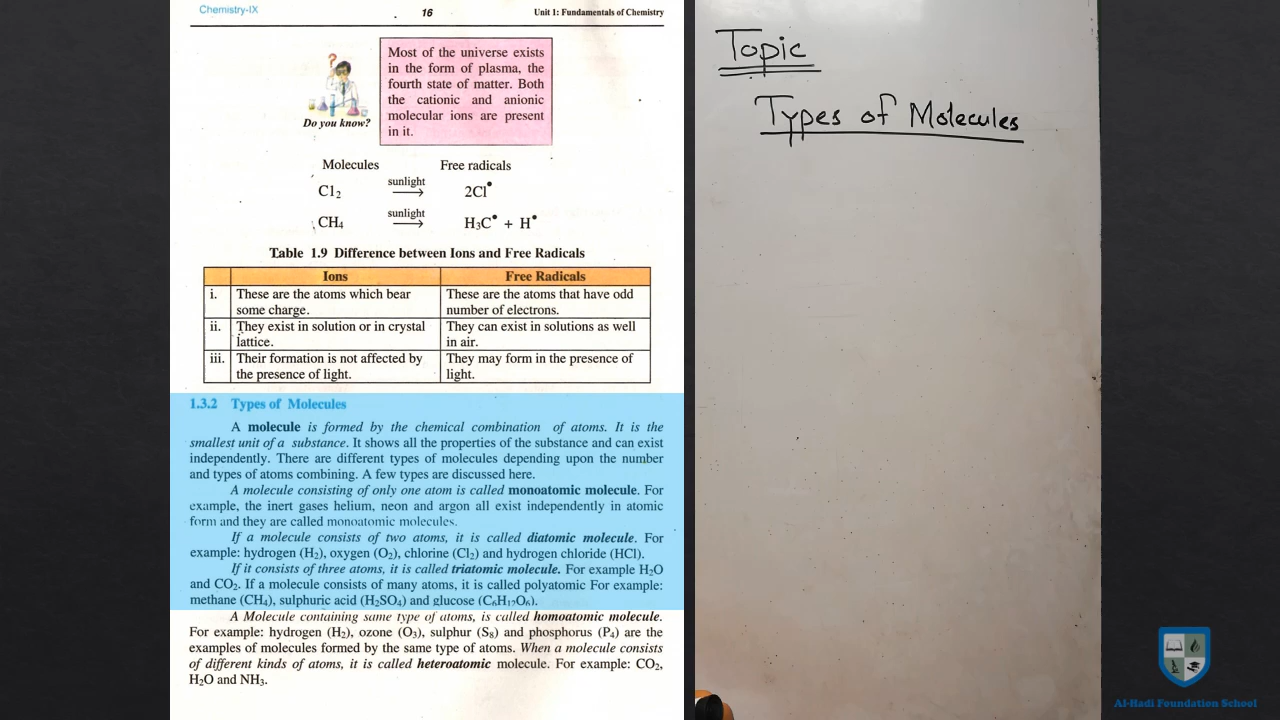 Chemistry-IX
16
Unit 1: Fundamentals of Chemistry
Most of the universe exists
in the form of plasma, the
fourth state of matter. Both
the cationic and anionic
molecular ions are present
in it.
Do you know?
Molecules Free radicals
Cl₂ sunlight → 2Cl•
CH₄ sunlight → H₃C• + H•
Table 1.9 Difference between Ions and Free Radicals
Ions Free Radicals
i. These are the atoms which bear
some charge.
These are the atoms that have odd
number of electrons.
ii. They exist in solution or in crystal
lattice.
They can exist in solutions as well
in air.
iii. Their formation is not affected by
the presence of light.
They may form in the presence of
light.
1.3.2 Types of Molecules
A molecule is formed by the chemical combination of atoms. It is the
smallest unit of a substance. It shows all the properties of the substance and can exist
independently. There are different types of molecules depending upon the number
and types of atoms combining. A few types are discussed here.
A molecule consisting of only one atom is called monoatomic molecule. For
example, the inert gases helium, neon and argon all exist independently in atomic
form and they are called monoatomic molecules.
If a molecule consists of two atoms, it is called diatomic molecule. For
example: hydrogen (H₂), oxygen (O₂), chlorine (Cl₂) and hydrogen chloride (HCl).
If it consists of three atoms, it is called triatomic molecule. For example H₂O
and CO₂. If a molecule consists of many atoms, it is called polyatomic For example:
methane (CH₄), sulphuric acid (H₂SO₄) and glucose (C₆H₁₂O₆).
A Molecule containing same type of atoms, is called homoatomic molecule.
For example: hydrogen (H₂), ozone (O₃), sulphur (S₈) and phosphorus (P₄) are the
examples of molecules formed by the same type of atoms. When a molecule consists
of different kinds of atoms, it is called heteroatomic molecule. For example: CO₂,
H₂O and NH₃.
Topic
Types of Molecules
Al-Hadi Foundation School